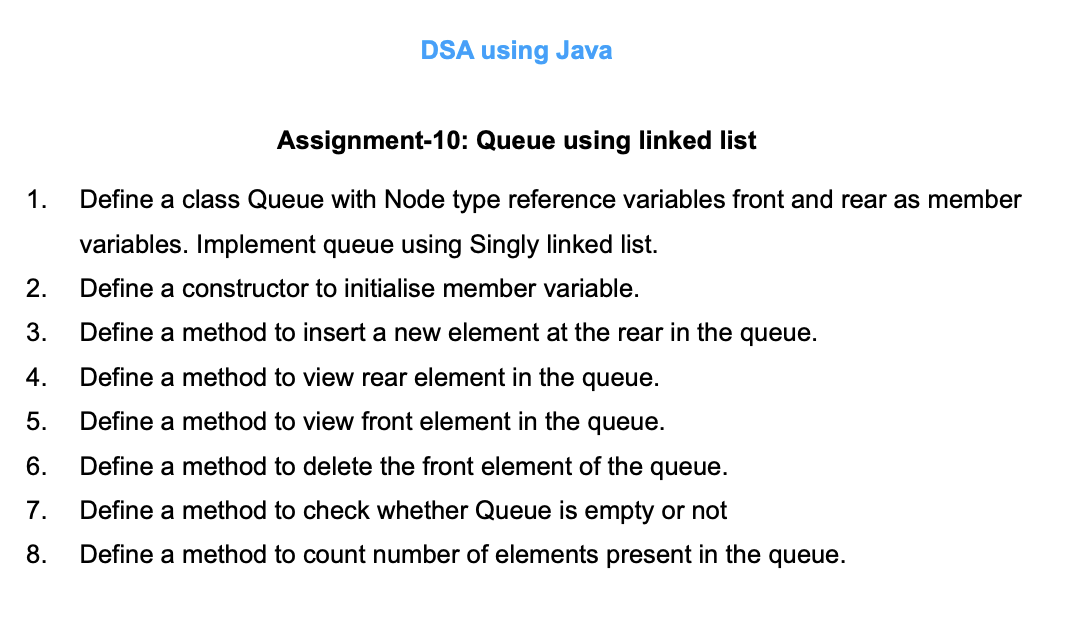 DSA using Java
Assignment-10: Queue using linked list
1. Define a class Queue with Node type reference variables front and rear as member
variables. Implement queue using Singly linked list.
2. Define a constructor to initialise member variable.
3. Define a method to insert a new element at the rear in the queue.
4. Define a method to view rear element in the queue.
5. Define a method to view front element in the queue.
6. Define a method to delete the front element of the queue.
7. Define a method to check whether Queue is empty or not
8. Define a method to count number of elements present in the queue.